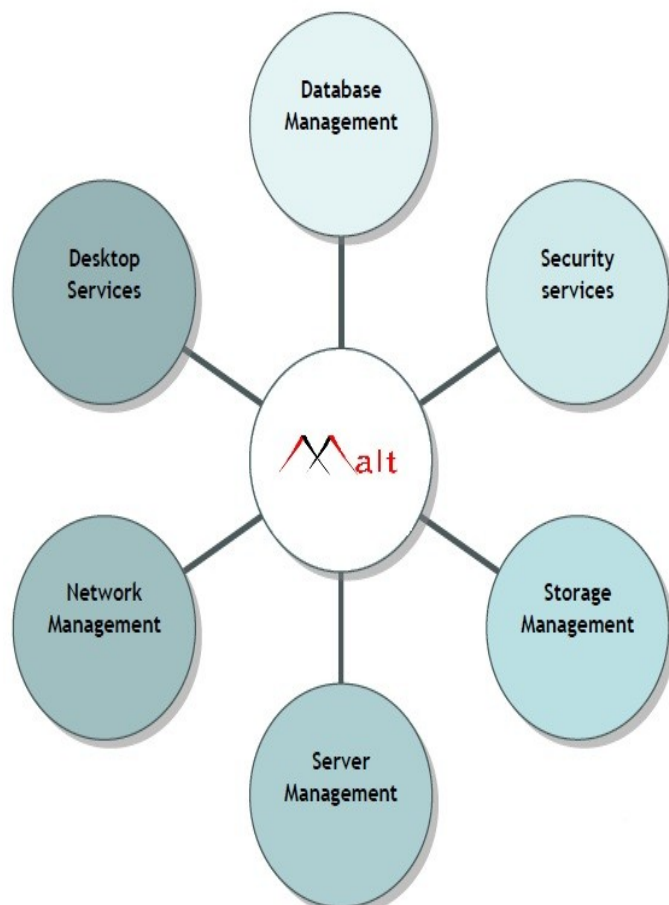 Database
Management
Desktop
Services
Security
services
Malt
Network
Management
Storage
Management
Server
Management